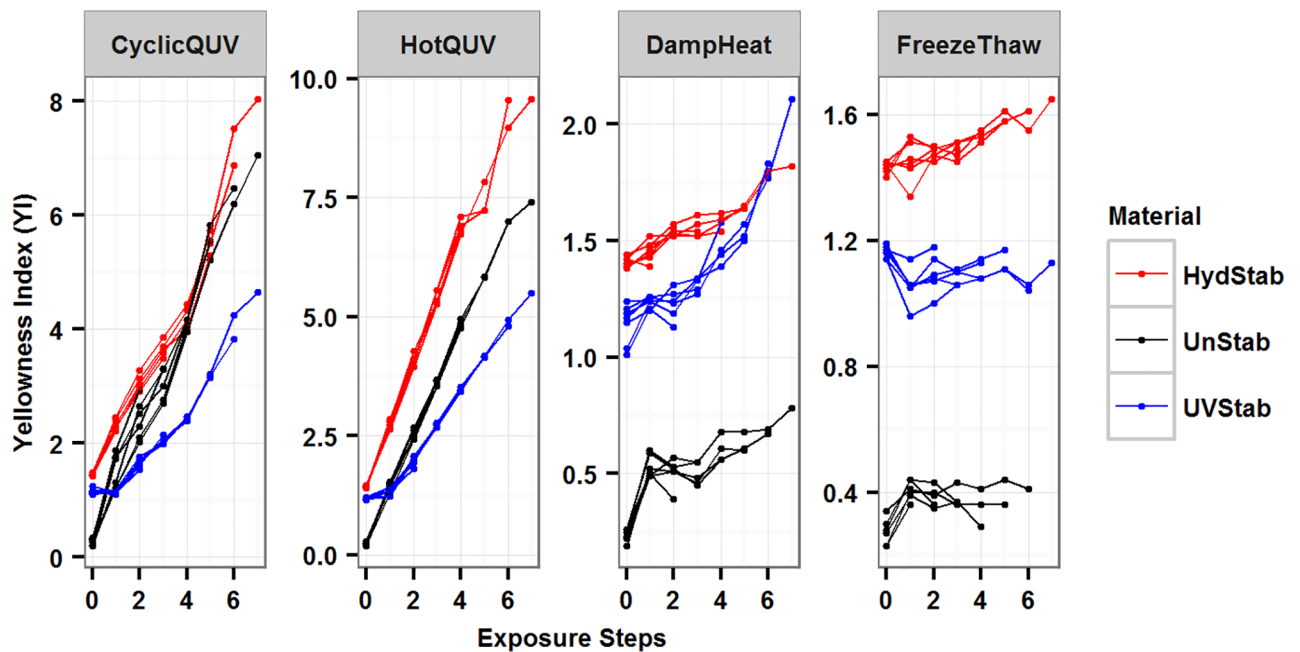 CyclicQUV HotQUV DampHeat FreezeThaw
Yellowness Index (YI)
8
6
4
2
0
10.0
7.5
5.0
2.5
0.0
2.0
1.5
1.0
0.5
1.6
1.2
0.8
0.4
0 2 4 6 0 2 4 6 0 2 4 6 0 2 4 6
Exposure Steps
Material
HydStab
UnStab
UVStab